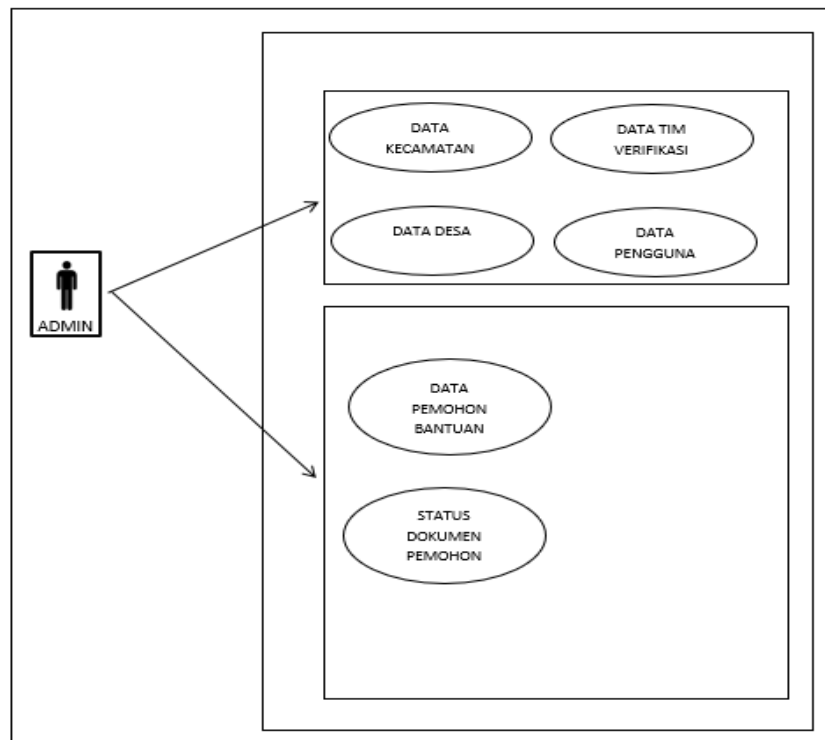 DATA
KECAMATAN
DATA TIM
VERIFIKASI
DATA DESA
DATA
PENGGUNA
ADMIN
DATA
PEMOHON
BANTUAN
STATUS
DOKUMEN
PEMOHON